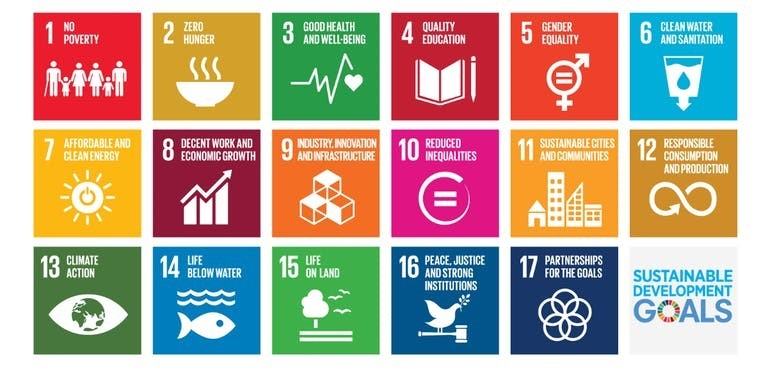 1 NO
POVERTY
2 ZERO
HUNGER
3 GOOD HEALTH
AND WELL-BEING
4 QUALITY
EDUCATION
5 GENDER
EQUALITY
6 CLEAN WATER
AND SANITATION
7 AFFORDABLE AND
CLEAN ENERGY
8 DECENT WORK AND
ECONOMIC GROWTH
9 INDUSTRY, INNOVATION
AND INFRASTRUCTURE
10 REDUCED
INEQUALITIES
11 SUSTAINABLE CITIES
AND COMMUNITIES
12 RESPONSIBLE
CONSUMPTION
AND PRODUCTION
13 CLIMATE
ACTION
14 LIFE
BELOW WATER
15 LIFE
ON LAND
16 PEACE, JUSTICE
AND STRONG
INSTITUTIONS
17 PARTNERSHIPS
FOR THE GOALS
SUSTAINABLE
DEVELOPMENT
GOALS